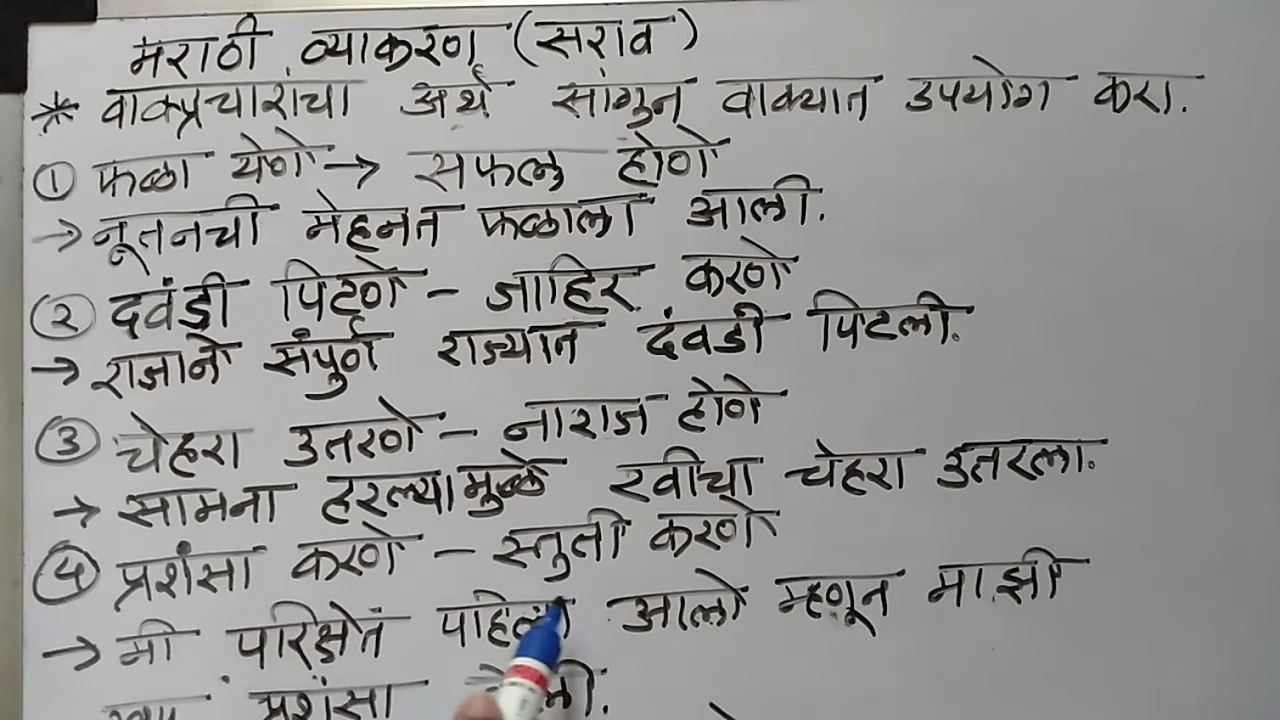 मराठी व्याकरण (सराव)
* वाक्प्रचारांचा अर्थ सांगुन वाक्यात उपयोग करा.
① फळा येणे → सफल होणे
→ नूतनची मेहनत फळाला आली.
② दवंडी पिटणे - जाहिर करणे
→ राजाने संपुर्ण राज्यात दंवडी पिटली.
③ चेहरा उतरणे - नाराज होणे
→ सामना हरल्यामुळे रवीचा चेहरा उतरला.
④ प्रशंसा करणे - स्तुती करणे
→ मी परिक्षेत पहिला आलो म्हणून माझी
प्रशंसा